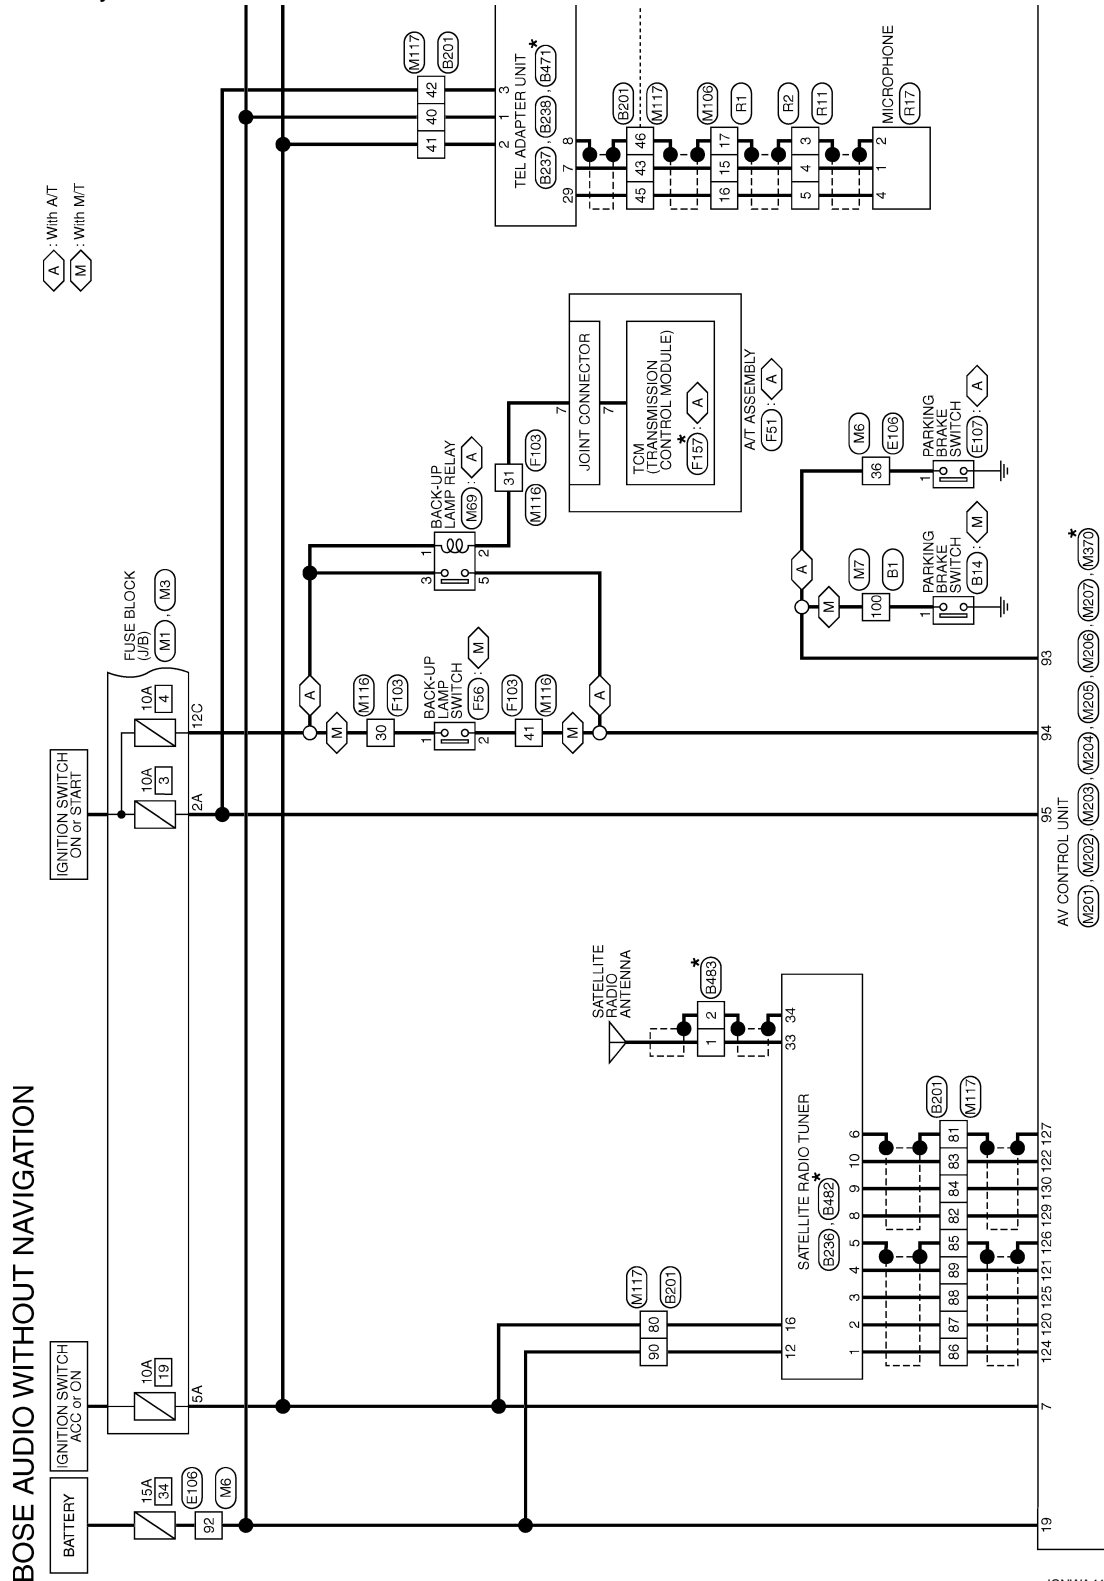 BOSE AUDIO WITHOUT NAVIGATION
BATTERY
15A
34
E106
92
M6
IGNITION SWITCH
ACC or ON
10A
19
5A
IGNITION SWITCH
ON or START
10A
3
2A
10A
4
12C
FUSE BLOCK
(J/B)
M1 , M3
A : With A/T
M : With M/T
A
M
M116
30
F103
BACK-UP
LAMP
SWITCH
F56 : M
1
2
F103
41
M116
M
A
BACK-UP
LAMP RELAY
M69 : A
1
2
3
5
31
F103
M116
7
JOINT CONNECTOR
7
TCM
(TRANSMISSION
CONTROL MODULE)
* F157 : A
A/T ASSEMBLY
F51 : A
M117
41 40 42
B201
2 1 3
TEL ADAPTER UNIT
B237 , B238 , B471 *
29 7 8
B201
45 43 46
M117
M106
16 15 17
R1
R2
5 4 3
R11
4 1 2
MICROPHONE
R17
A
M
M7
100
B1
1
PARKING
BRAKE
SWITCH
B14 : M
M6
36
E106
1
PARKING
BRAKE
SWITCH
E107 : A
SATELLITE
RADIO
ANTENNA
1 2
B483 *
33 34
M117
90 80
B201
12 16
SATELLITE RADIO TUNER
B236 , B482 *
1 2 3 4 5 8 9 10 6
B201
86 87 88 89 85 82 84 83 81
M117
124 120 125 121 126 129 130 122 127
19 7 95 94 93
AV CONTROL UNIT
M201 , M202 , M203 , M204 , M205 , M206 , M207 , M370 *